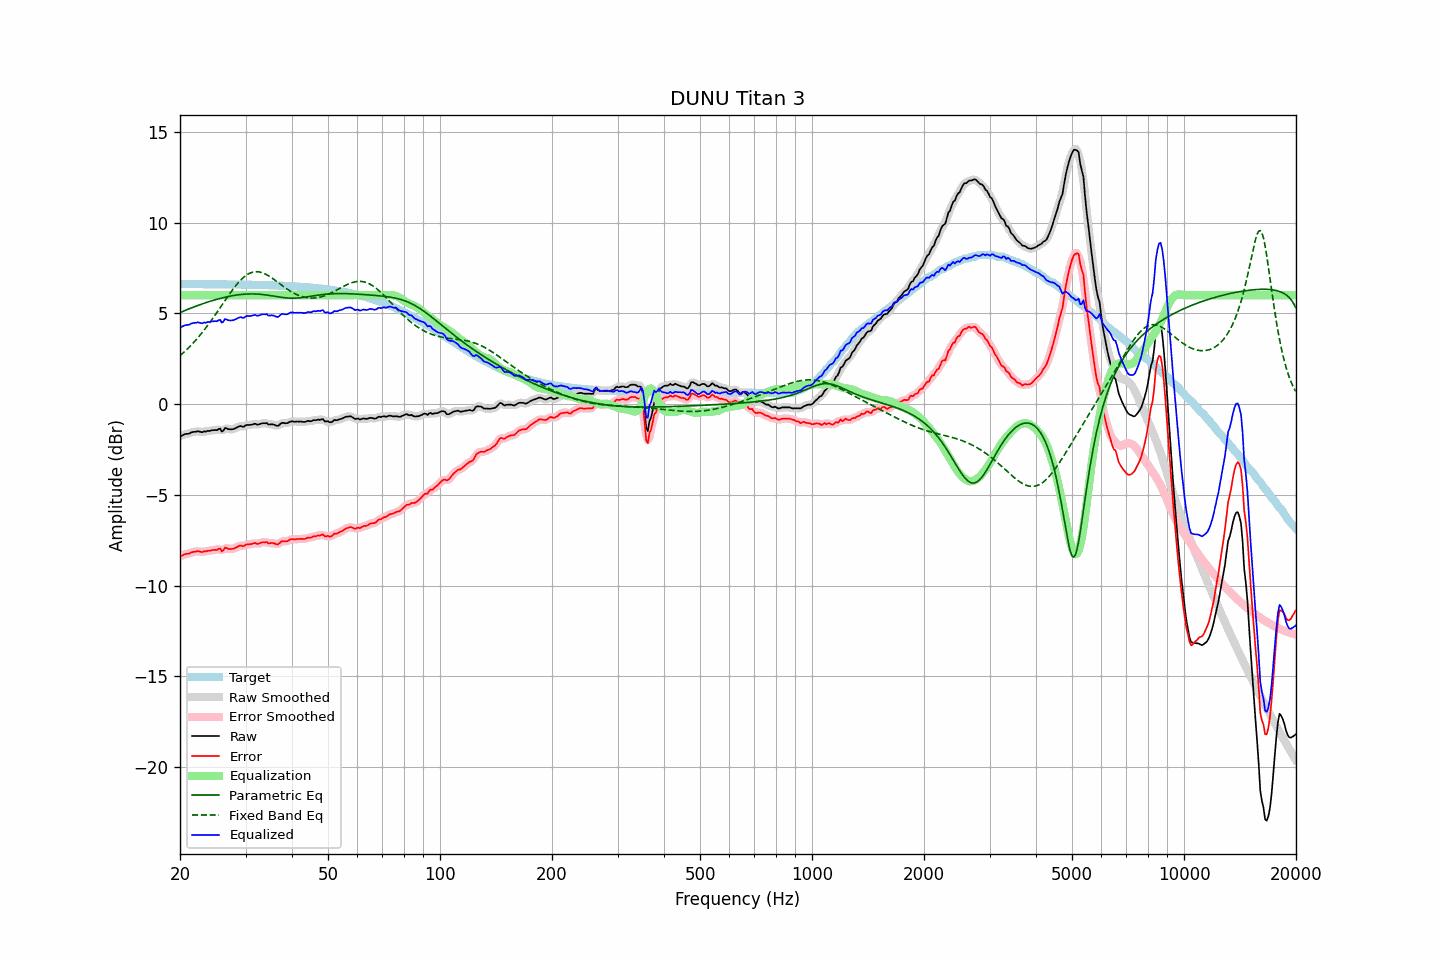 DUNU Titan 3
Amplitude (dBr)
15
10
5
0
−5
−10
−15
−20
Target
Raw Smoothed
Error Smoothed
Raw
Error
Equalization
Parametric Eq
Fixed Band Eq
Equalized
20 50 100 200 500 1000 2000 5000 10000 20000
Frequency (Hz)